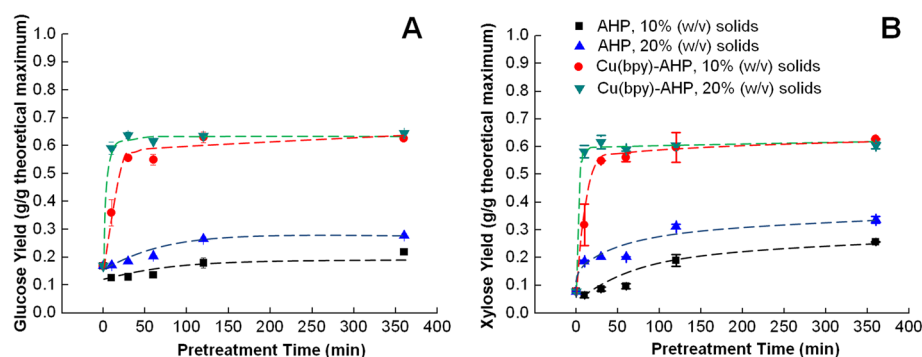 A
Glucose Yield (g/g theoretical maximum)
1.0
0.9
0.8
0.7
0.6
0.5
0.4
0.3
0.2
0.1
0.0
0 50 100 150 200 250 300 350 400
Pretreatment Time (min)
B
AHP, 10% (w/v) solids
AHP, 20% (w/v) solids
Cu(bpy)-AHP, 10% (w/v) solids
Cu(bpy)-AHP, 20% (w/v) solids
Xylose Yield (g/g theoretical maximum)
1.0
0.9
0.8
0.7
0.6
0.5
0.4
0.3
0.2
0.1
0.0
0 50 100 150 200 250 300 350 400
Pretreatment Time (min)